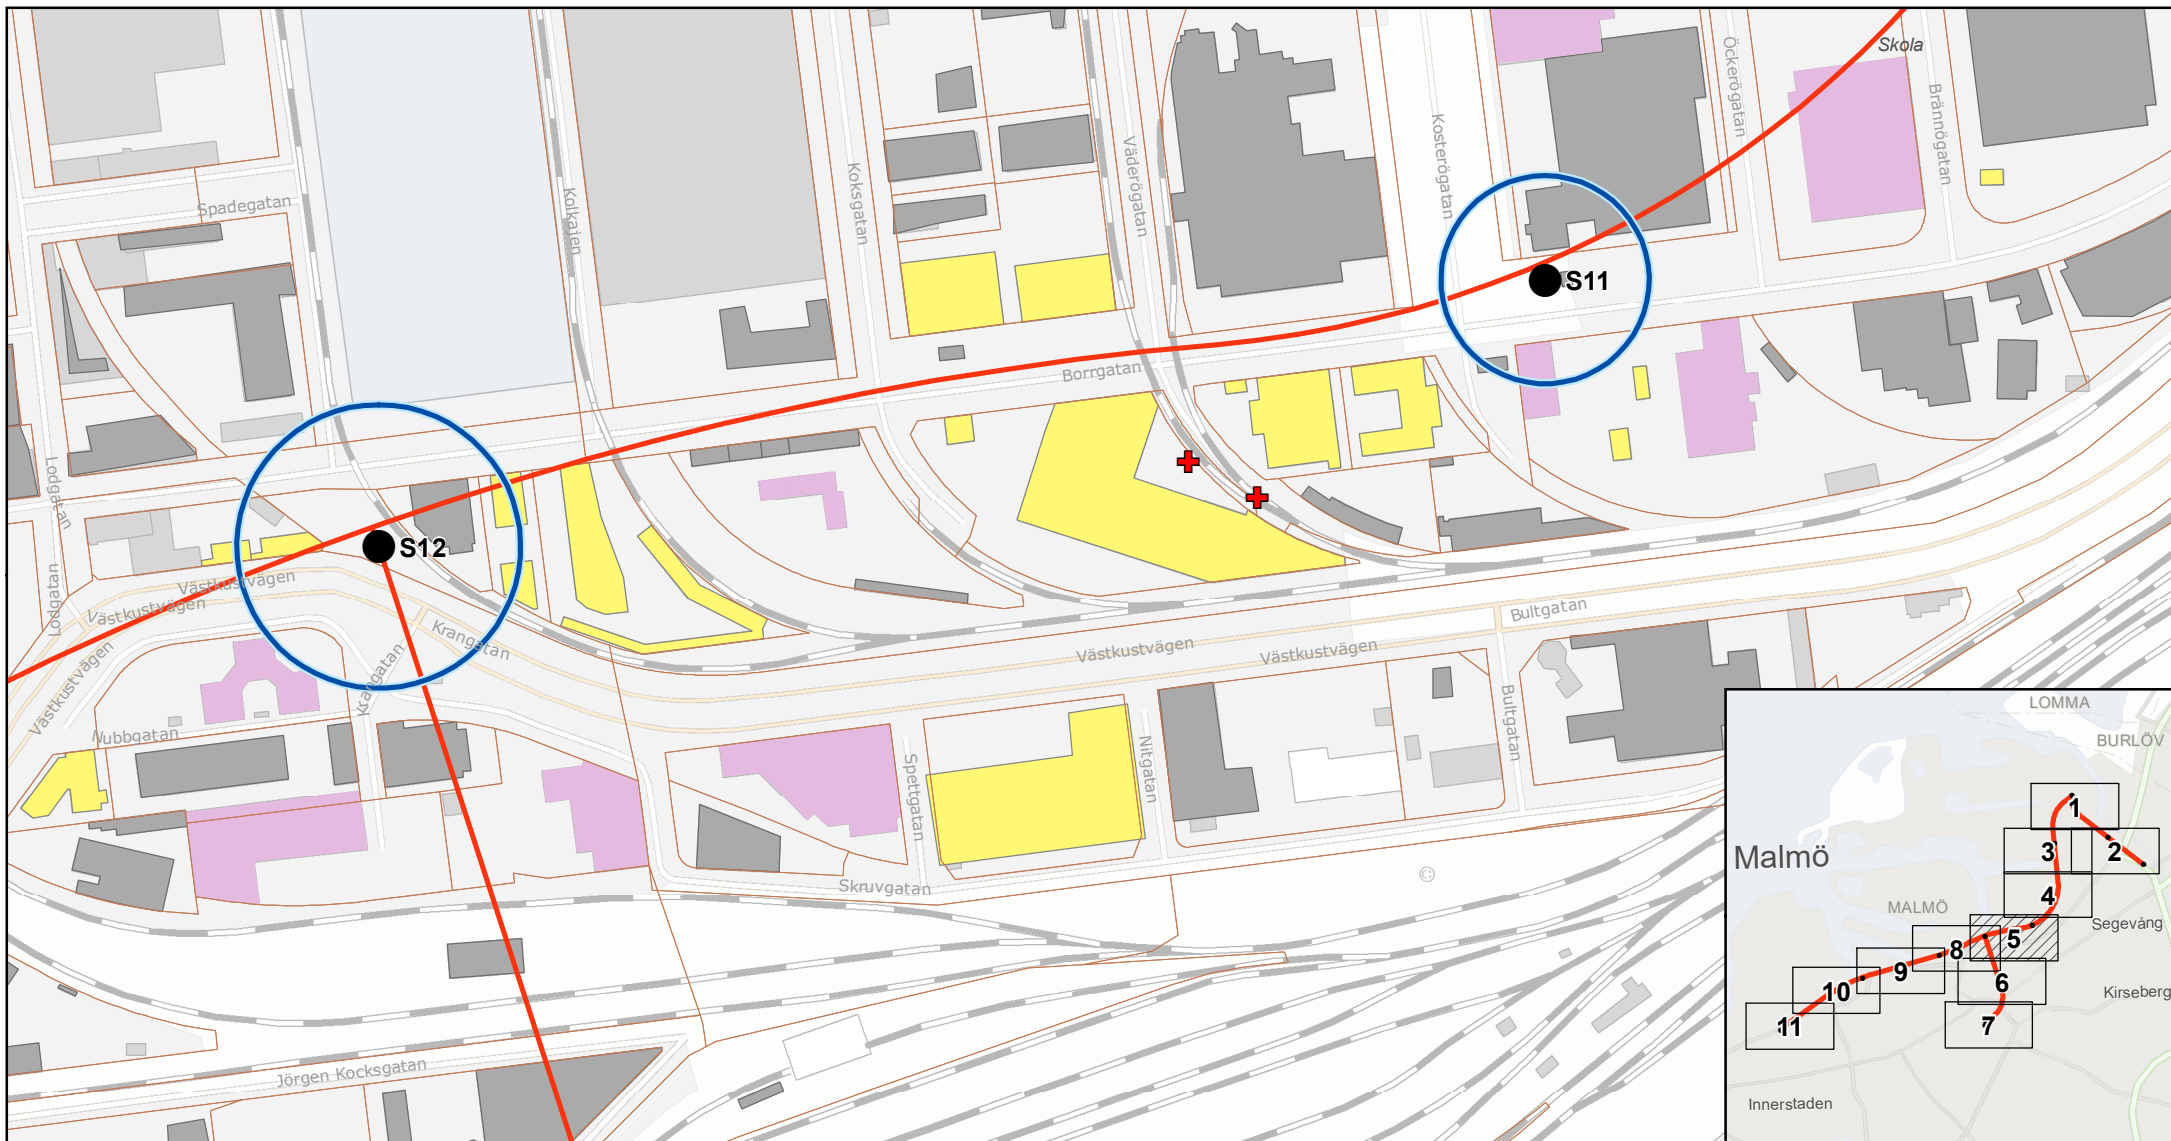 Skola
Öckerögatan
Brännögatan
Kosterögatan
Väderögatan
Koksgatan
Kolkajen
Spadegatan
S11
Borrgatan
Lodgatan
S12
Lodgatan
Västkustvägen
Västkustvägen
Västkustvägen
Krangatan
Krangatan
Bultgatan
Västkustvägen
Västkustvägen
Nubbgatan
Spettgatan
Nitgatan
Bultgatan
Skruvgatan
©
Jörgen Kocksgatan
LOMMA
BURLÖV
Malmö
MALMÖ
Segevång
Kirseberg
Innerstaden
1
2
3
4
5
6
7
8
9
10
11